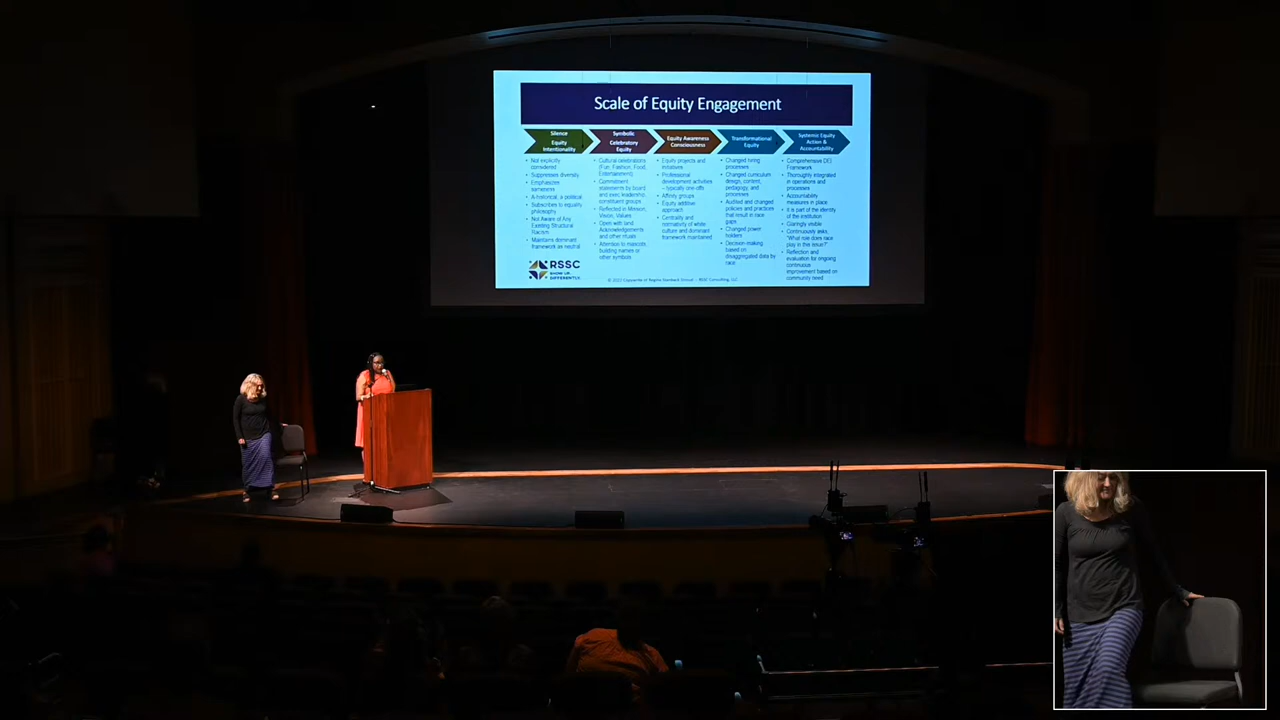 Scale of Equity Engagement
Silence
Equity
Intentionality
Symbolic
Celebratory
Equity
Equity Awareness
Consciousness
Transformational
Equity
Systemic Equity
Action &
Accountability
• Not explicitly
considered
• Suppresses diversity
• Emphasizes
sameness
• A-historical, a-political
• Subscribes to equality
philosophy
• Not Aware of Any
Existing Structural
Racism
• Maintains dominant
framework as neutral
• Cultural celebrations
(Fun, Fashion, Food,
Entertainment)
• Commitment
statements by board
and exec leadership,
constituent groups
• Reflected in Mission,
Vision, Values
• Open with land
Acknowledgements
and other rituals
• Attention to mascots,
building names or
other symbols
• Equity projects and
initiatives
• Professional
development activities
– typically one-offs
• Affinity groups
• Equity additive
approach
• Centrality and
normativity of white
culture and dominant
framework maintained
• Changed hiring
processes
• Changed curriculum
design, content,
pedagogy, and
processes
• Audited and changed
policies and practices
that result in race
gaps
• Changed power
holders
• Decision-making
based on
disaggregated data by
race
• Comprehensive DEI
Framework
• Thoroughly integrated
in operations and
processes
• Accountability
measures in place
• It is part of the identity
of the institution
• Glaringly visible
• Continuously asks,
"What role does race
play in this issue?"
• Reflection and
evaluation for ongoing
continuous
improvement based on
community need
RSSC
SHOW UP
DIFFERENTLY
RSSC Consulting, LLC